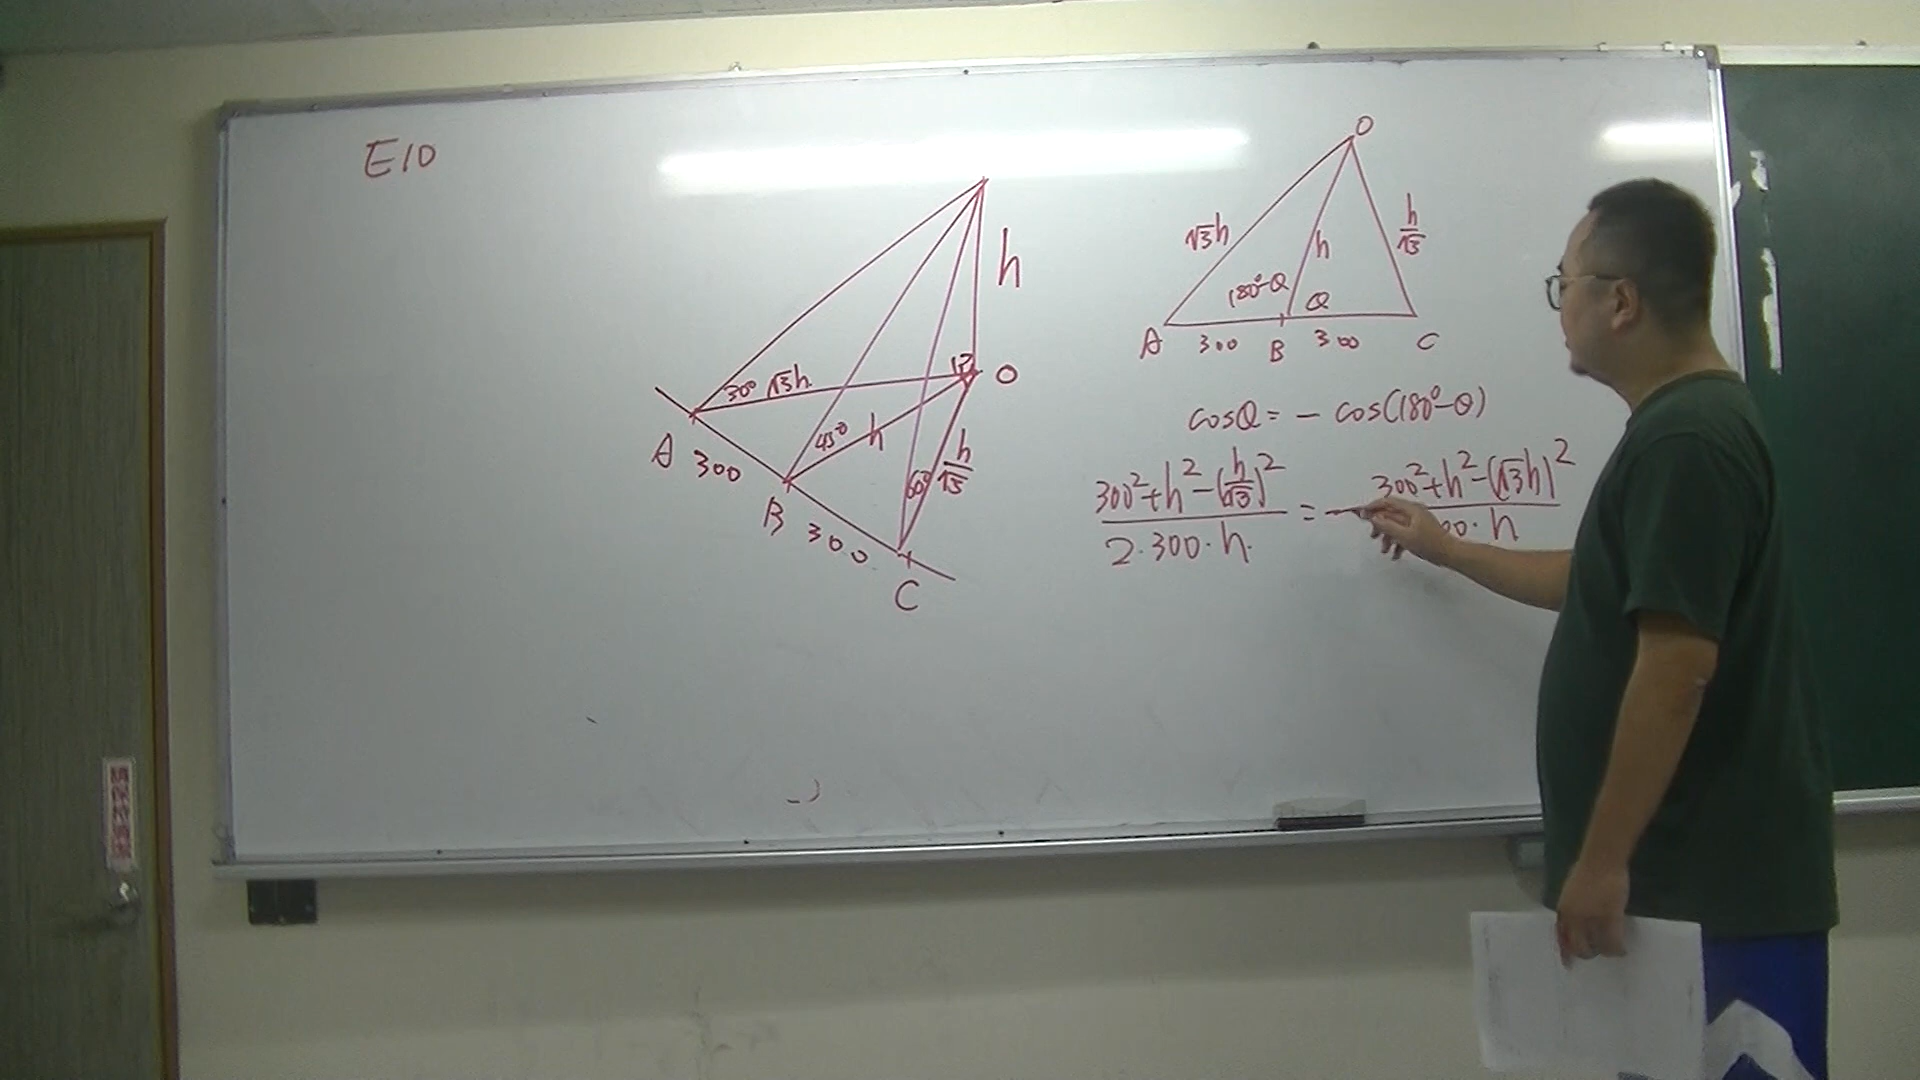 E10
h
30° √3h
O
45° h
60° h/√3
A 300
B 300
C
O
√3h
h
h/√3
180°-θ
θ
A 300 B 300 C
cosθ = - cos(180°-θ)
(300²+h²-(h/√3)²)/(2·300·h) = - (300²+h²-(√3h)²)/(0·h)